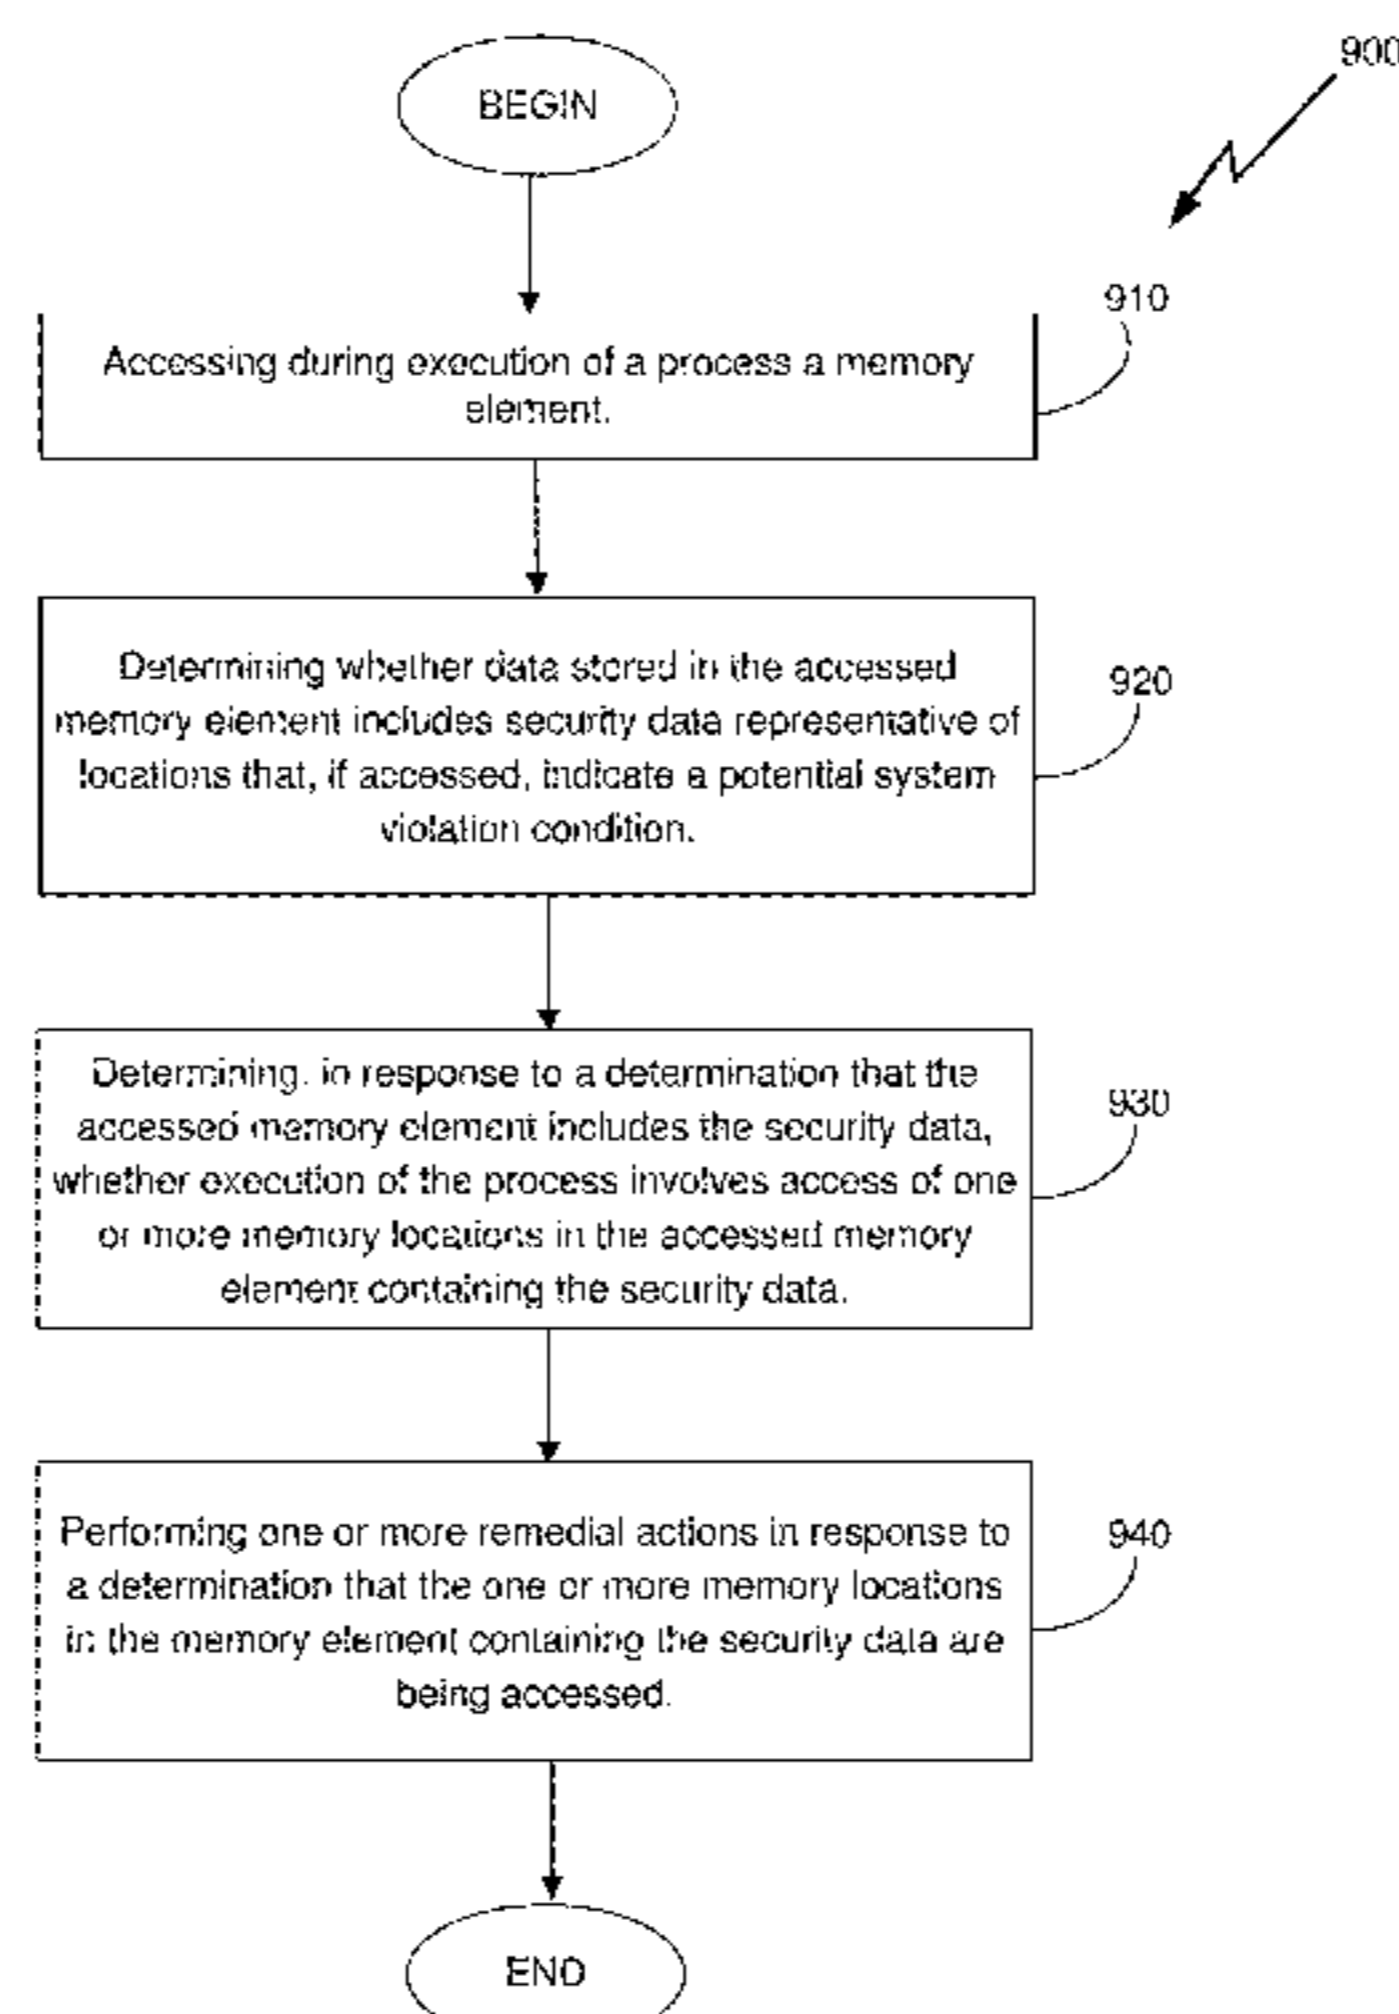 900
BEGIN
910
Accessing during execution of a process a memory
element.
920
Determining whether data stored in the accessed
memory element includes security data representative of
locations that, if accessed, indicate a potential system
violation condition.
930
Determining, in response to a determination that the
accessed memory element includes the security data,
whether execution of the process involves access of one
or more memory locations in the accessed memory
element containing the security data.
940
Performing one or more remedial actions in response to
a determination that the one or more memory locations
in the memory element containing the security data are
being accessed.
END